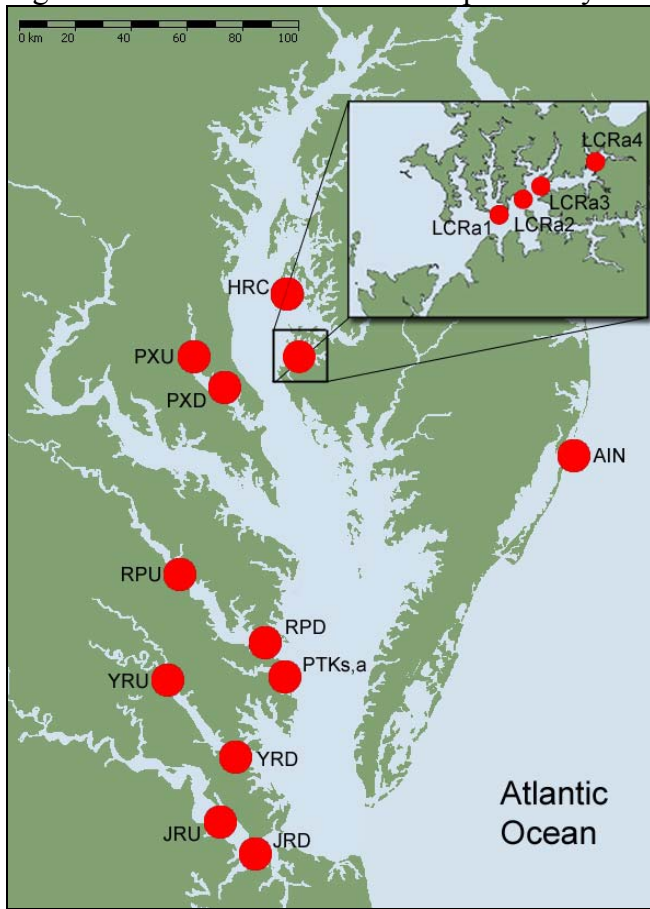 0 km 20 40 60 80 100
LCRa4
LCRa3
LCRa2
LCRa1
HRC
PXU
PXD
AIN
RPU
RPD
PTKs,a
YRU
YRD
JRU
JRD
Atlantic
Ocean